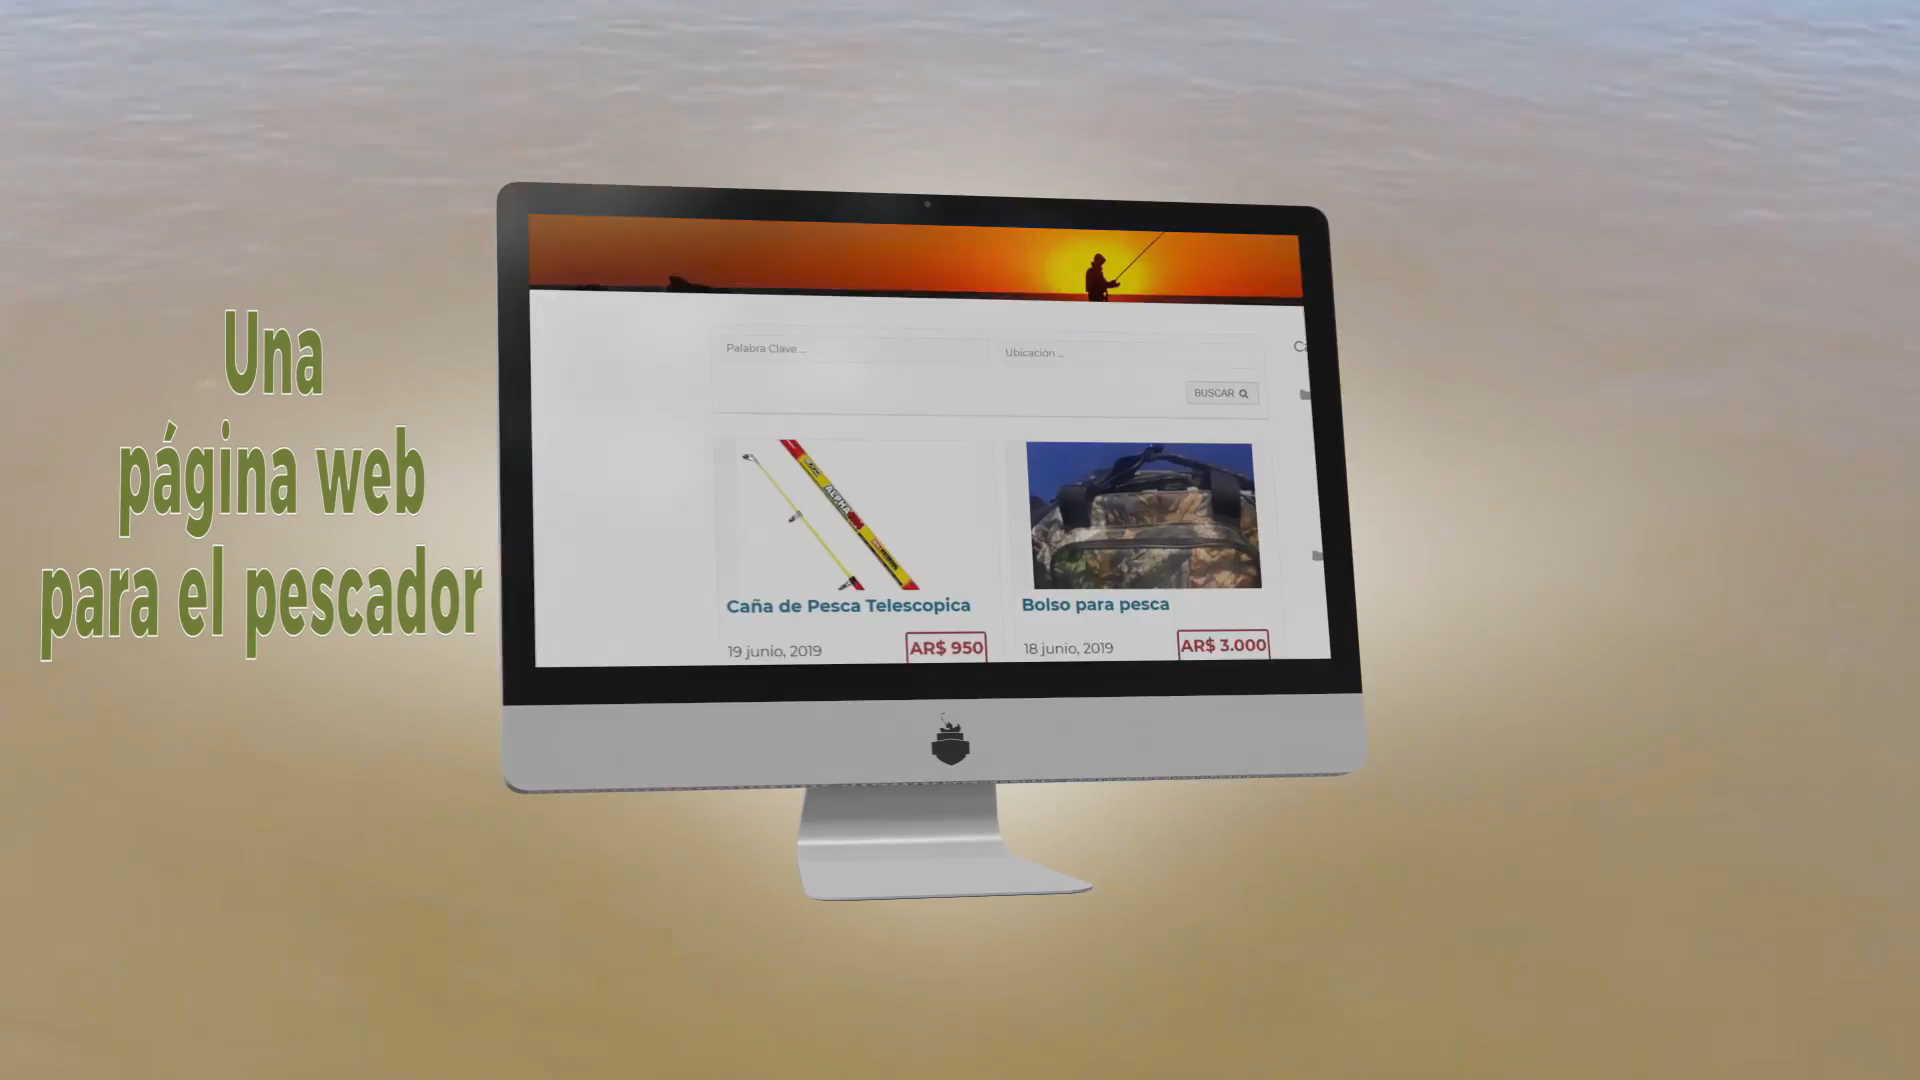 Una
página web
para el pescador
Palabra Clave ...
Ubicación ...
BUSCAR
ALPHA
Caña de Pesca Telescopica
Bolso para pesca
19 junio, 2019
AR$ 950
18 junio, 2019
AR$ 3.000